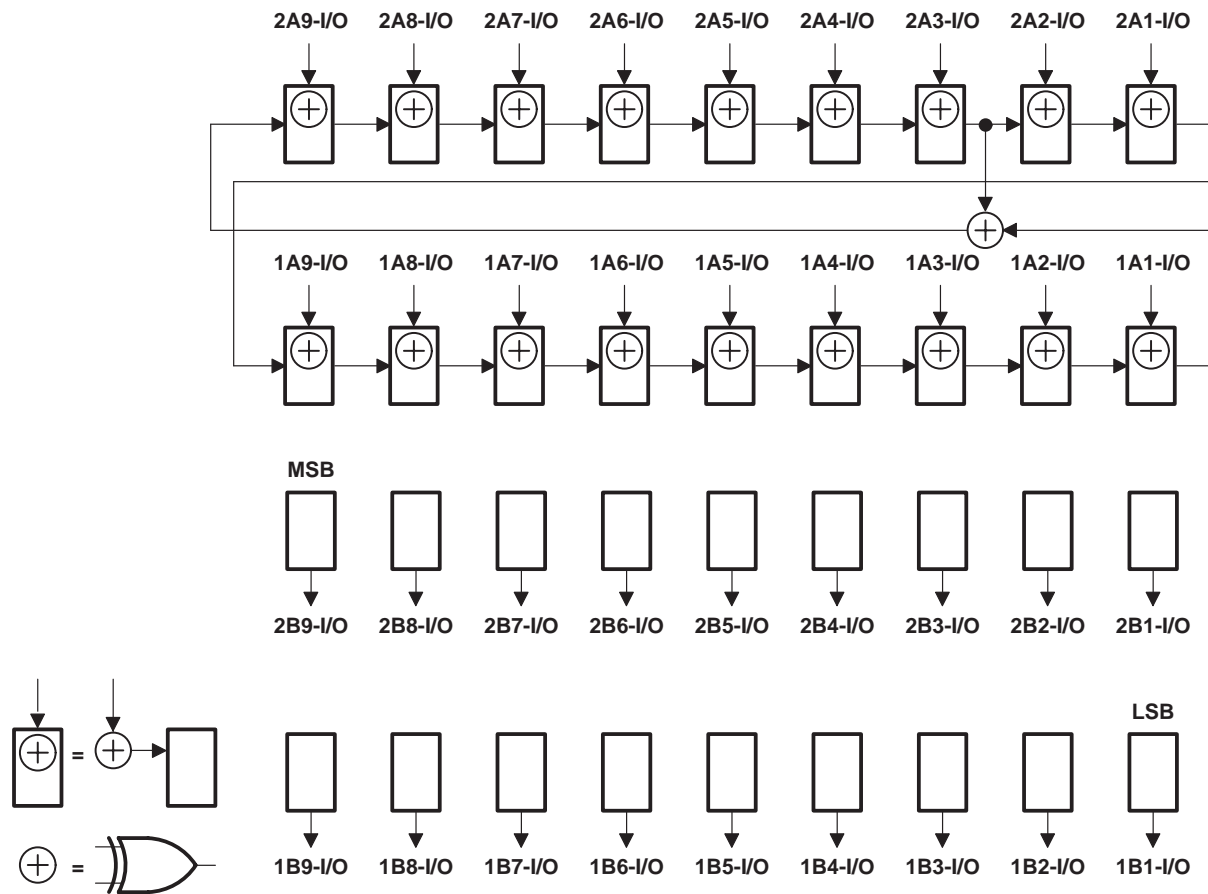 2A9-I/O 2A8-I/O 2A7-I/O 2A6-I/O 2A5-I/O 2A4-I/O 2A3-I/O 2A2-I/O 2A1-I/O
1A9-I/O 1A8-I/O 1A7-I/O 1A6-I/O 1A5-I/O 1A4-I/O 1A3-I/O 1A2-I/O 1A1-I/O
MSB
2B9-I/O 2B8-I/O 2B7-I/O 2B6-I/O 2B5-I/O 2B4-I/O 2B3-I/O 2B2-I/O 2B1-I/O
LSB
=
=
1B9-I/O 1B8-I/O 1B7-I/O 1B6-I/O 1B5-I/O 1B4-I/O 1B3-I/O 1B2-I/O 1B1-I/O